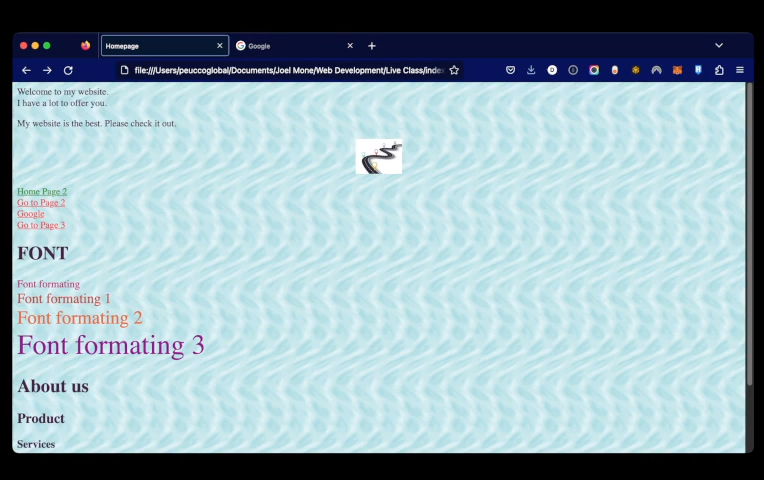 Homepage
Google
file:///Users/peuccoglobal/Documents/Joel Mone/Web Development/Live Class/index
Welcome to my website.
I have a lot to offer you.
My website is the best. Please check it out.
Home Page 2
Go to Page 2
Google
Go to Page 3
FONT
Font formating
Font formating 1
Font formating 2
Font formating 3
About us
Product
Services